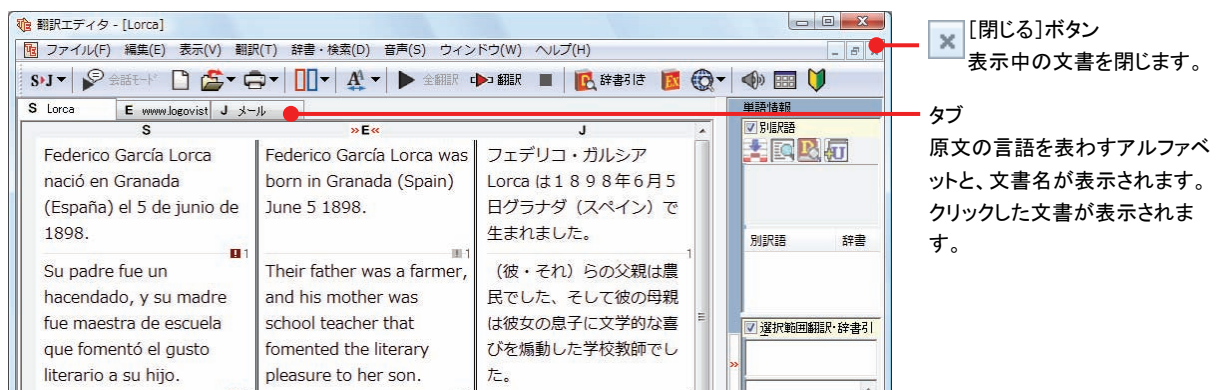 翻訳エディタ - [Lorca]
ファイル(F) 編集(E) 表示(V) 翻訳(T) 辞書・検索(D) 音声(S) ウィンドウ(W) ヘルプ(H)
S›J 会話モード 全翻訳 翻訳 辞書引き
S Lorca E www.logovist J メール
S »E« J
Federico García Lorca
nació en Granada
(España) el 5 de junio de
1898.
1
Federico García Lorca was
born in Granada (Spain)
June 5 1898.
1
フェデリコ・ガルシア
Lorca は１８９８年６月５
日グラナダ（スペイン）で
生まれました。
1
Su padre fue un
hacendado, y su madre
fue maestra de escuela
que fomentó el gusto
literario a su hijo.
Their father was a farmer,
and his mother was
school teacher that
fomented the literary
pleasure to her son.
（彼・それ）らの父親は農
民でした、そして彼の母親
は彼女の息子に文学的な喜
びを煽動した学校教師でし
た。
単語情報
別訳語
別訳語 辞書
選択範囲翻訳・辞書引
»
[閉じる]ボタン
表示中の文書を閉じます。
タブ
原文の言語を表わすアルファベ
ットと、文書名が表示されます。
クリックした文書が表示されま
す。